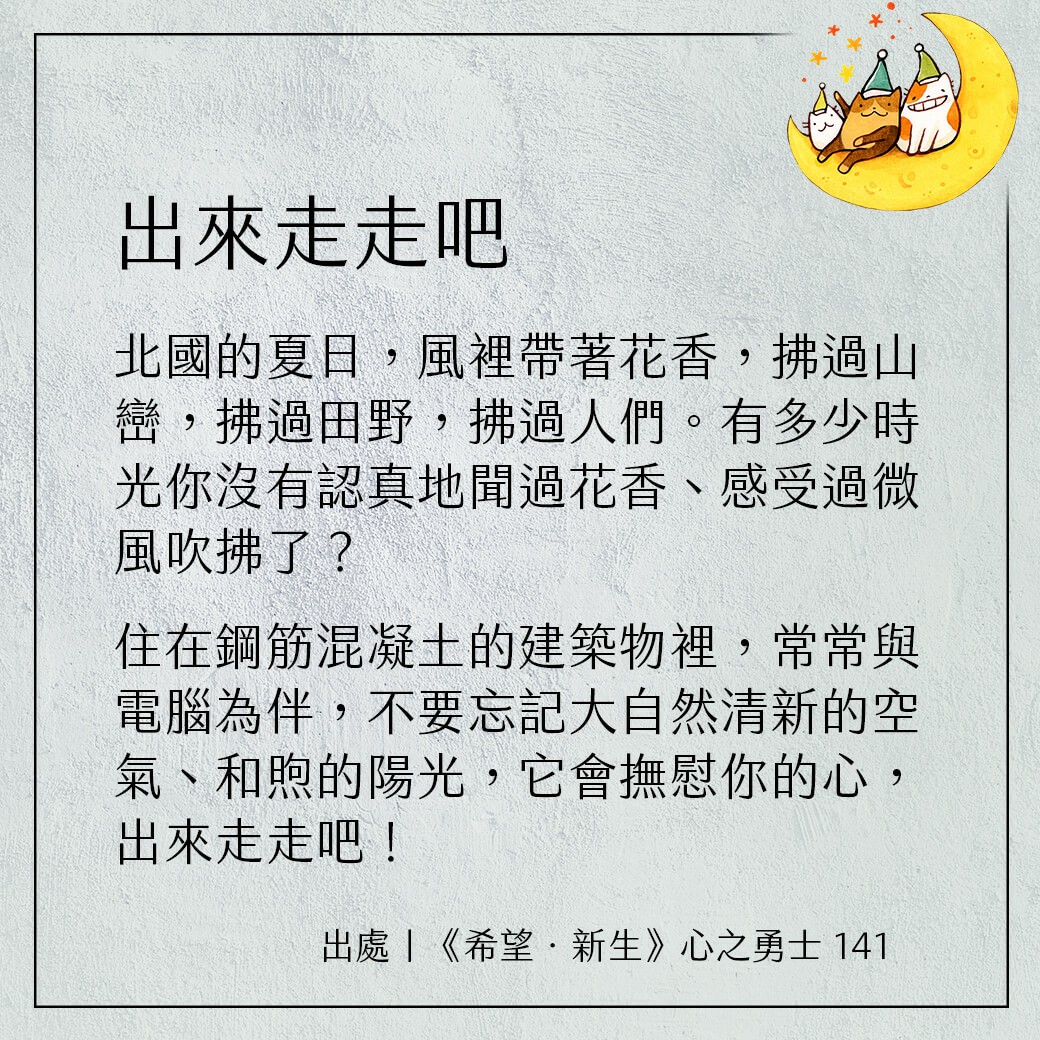 出來走走吧
北國的夏日，風裡帶著花香，拂過山
巒，拂過田野，拂過人們。有多少時
光你沒有認真地聞過花香、感受過微
風吹拂了？
住在鋼筋混凝土的建築物裡，常常與
電腦為伴，不要忘記大自然清新的空
氣、和煦的陽光，它會撫慰你的心，
出來走走吧！
出處丨《希望．新生》心之勇士 141